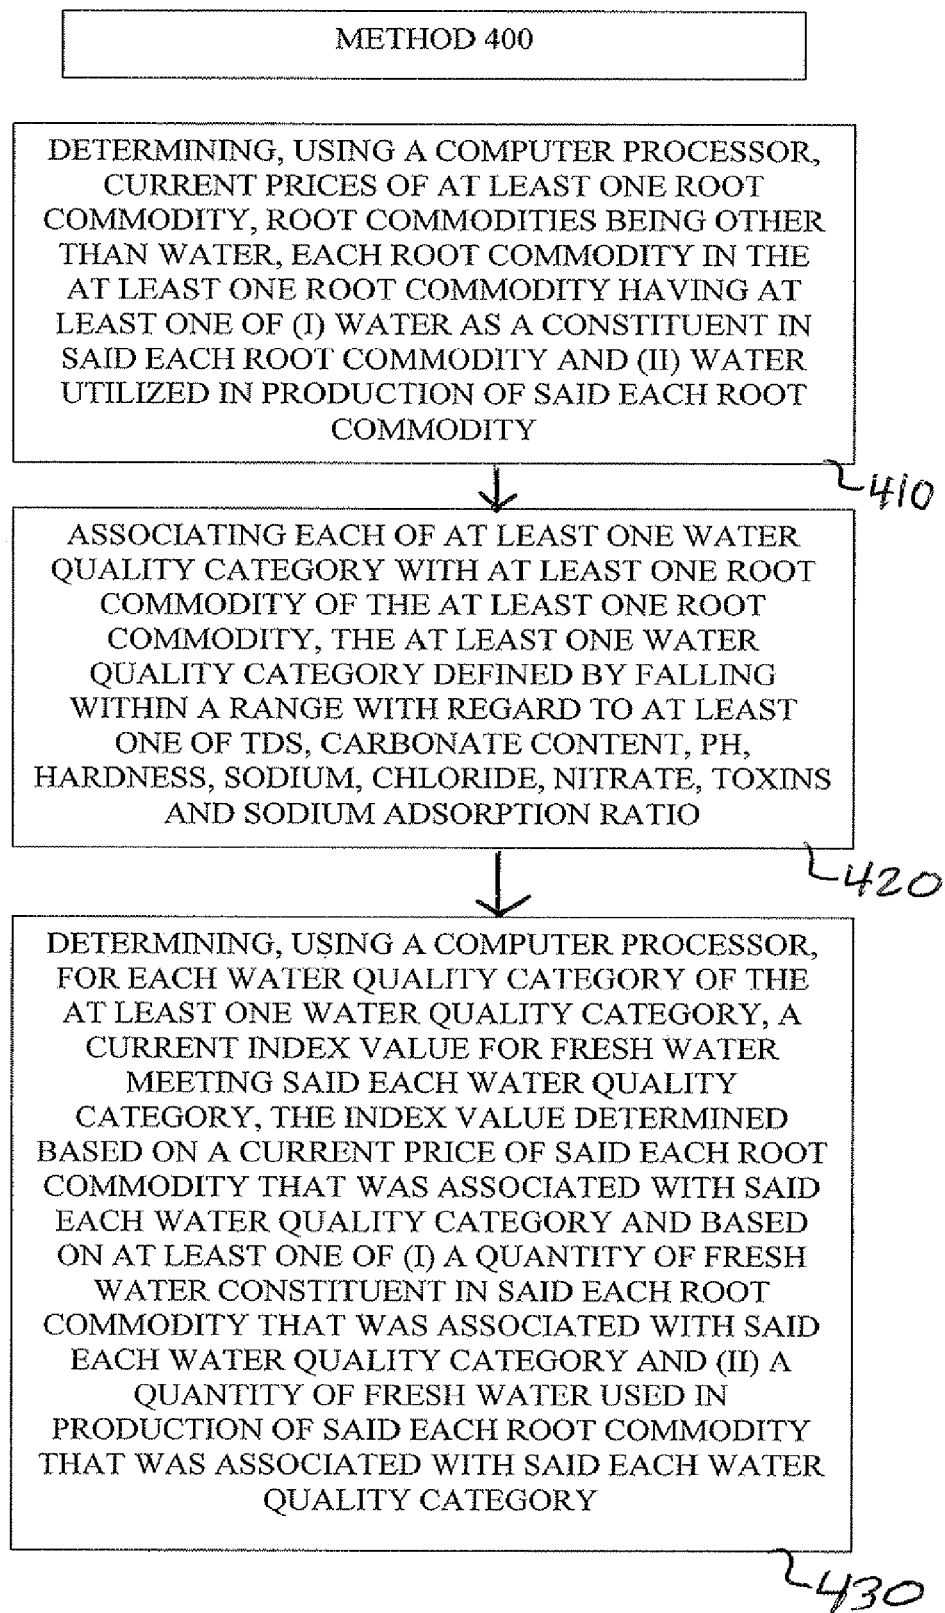 METHOD 400
DETERMINING, USING A COMPUTER PROCESSOR,
CURRENT PRICES OF AT LEAST ONE ROOT
COMMODITY, ROOT COMMODITIES BEING OTHER
THAN WATER, EACH ROOT COMMODITY IN THE
AT LEAST ONE ROOT COMMODITY HAVING AT
LEAST ONE OF (I) WATER AS A CONSTITUENT IN
SAID EACH ROOT COMMODITY AND (II) WATER
UTILIZED IN PRODUCTION OF SAID EACH ROOT
COMMODITY
410
ASSOCIATING EACH OF AT LEAST ONE WATER
QUALITY CATEGORY WITH AT LEAST ONE ROOT
COMMODITY OF THE AT LEAST ONE ROOT
COMMODITY, THE AT LEAST ONE WATER
QUALITY CATEGORY DEFINED BY FALLING
WITHIN A RANGE WITH REGARD TO AT LEAST
ONE OF TDS, CARBONATE CONTENT, PH,
HARDNESS, SODIUM, CHLORIDE, NITRATE, TOXINS
AND SODIUM ADSORPTION RATIO
420
DETERMINING, USING A COMPUTER PROCESSOR,
FOR EACH WATER QUALITY CATEGORY OF THE
AT LEAST ONE WATER QUALITY CATEGORY, A
CURRENT INDEX VALUE FOR FRESH WATER
MEETING SAID EACH WATER QUALITY
CATEGORY, THE INDEX VALUE DETERMINED
BASED ON A CURRENT PRICE OF SAID EACH ROOT
COMMODITY THAT WAS ASSOCIATED WITH SAID
EACH WATER QUALITY CATEGORY AND BASED
ON AT LEAST ONE OF (I) A QUANTITY OF FRESH
WATER CONSTITUENT IN SAID EACH ROOT
COMMODITY THAT WAS ASSOCIATED WITH SAID
EACH WATER QUALITY CATEGORY AND (II) A
QUANTITY OF FRESH WATER USED IN
PRODUCTION OF SAID EACH ROOT COMMODITY
THAT WAS ASSOCIATED WITH SAID EACH WATER
QUALITY CATEGORY
430